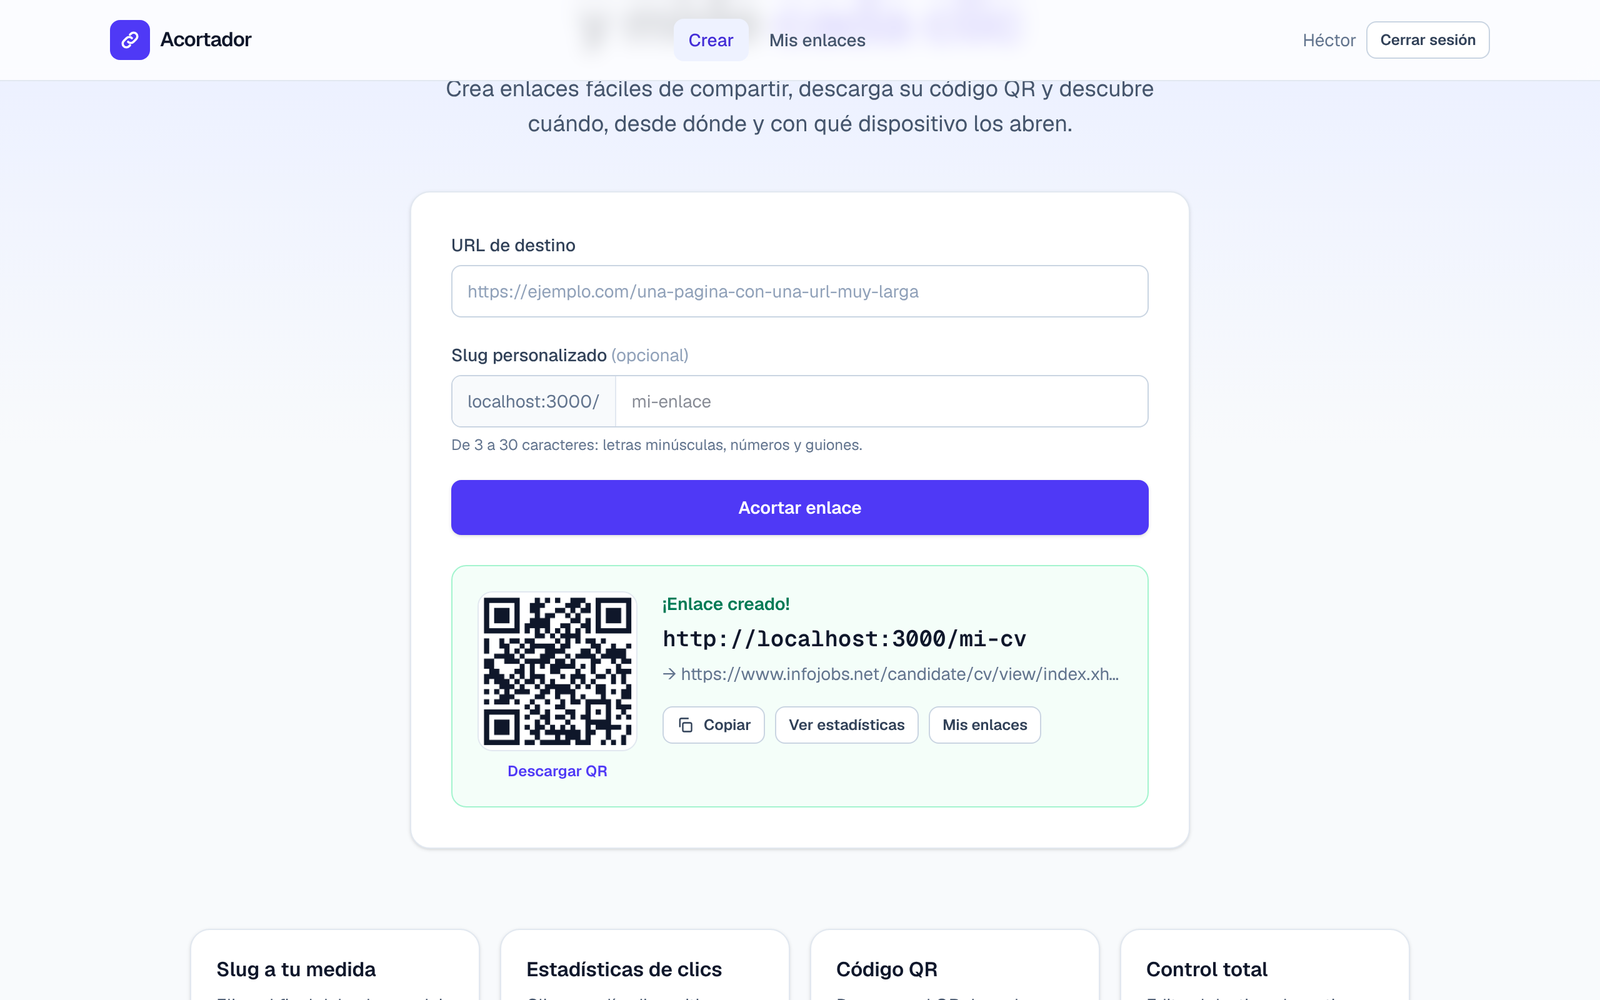 Acortador
Crear
Mis enlaces
Héctor
Cerrar sesión
Crea enlaces fáciles de compartir, descarga su código QR y descubre
cuándo, desde dónde y con qué dispositivo los abren.
URL de destino
https://ejemplo.com/una-pagina-con-una-url-muy-larga
Slug personalizado (opcional)
localhost:3000/
mi-enlace
De 3 a 30 caracteres: letras minúsculas, números y guiones.
Acortar enlace
¡Enlace creado!
http://localhost:3000/mi-cv
→ https://www.infojobs.net/candidate/cv/view/index.xh…
Copiar
Ver estadísticas
Mis enlaces
Descargar QR
Slug a tu medida
Estadísticas de clics
Código QR
Control total